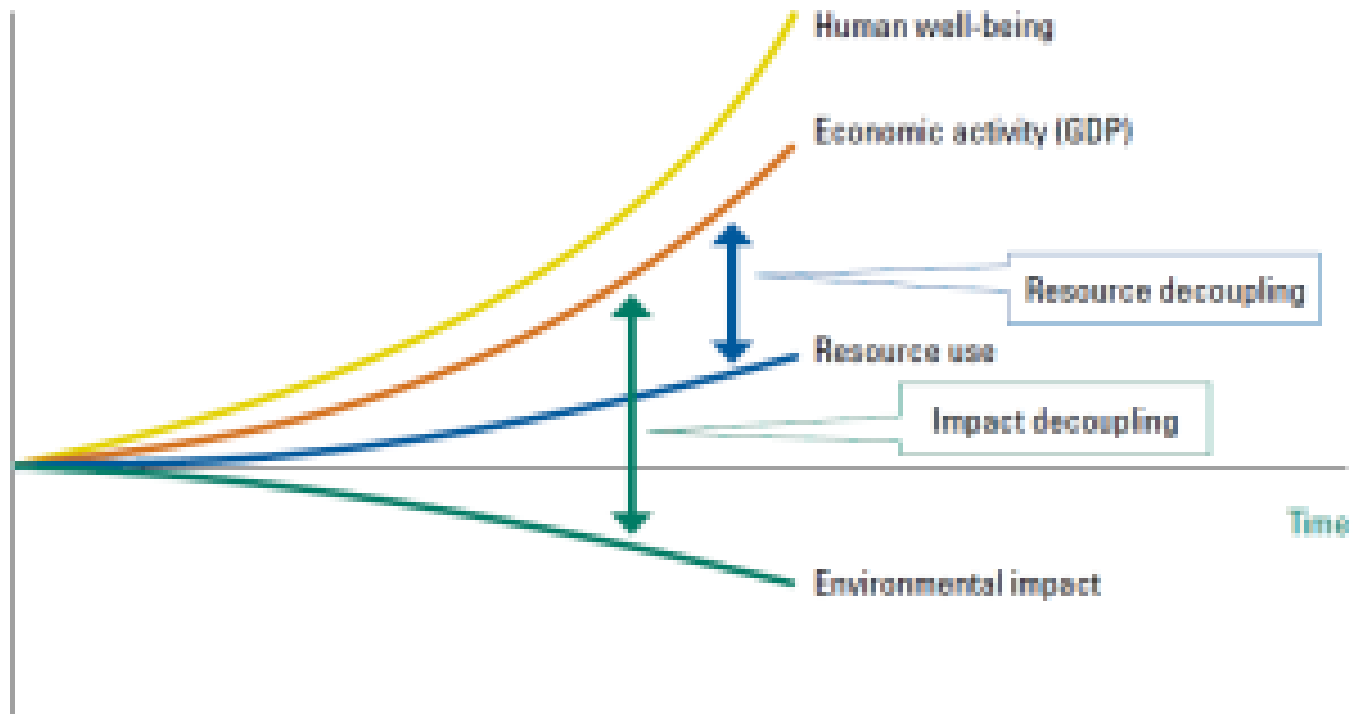 Human well-being
Economic activity (GDP)
Resource decoupling
Resource use
Impact decoupling
Time
Environmental impact